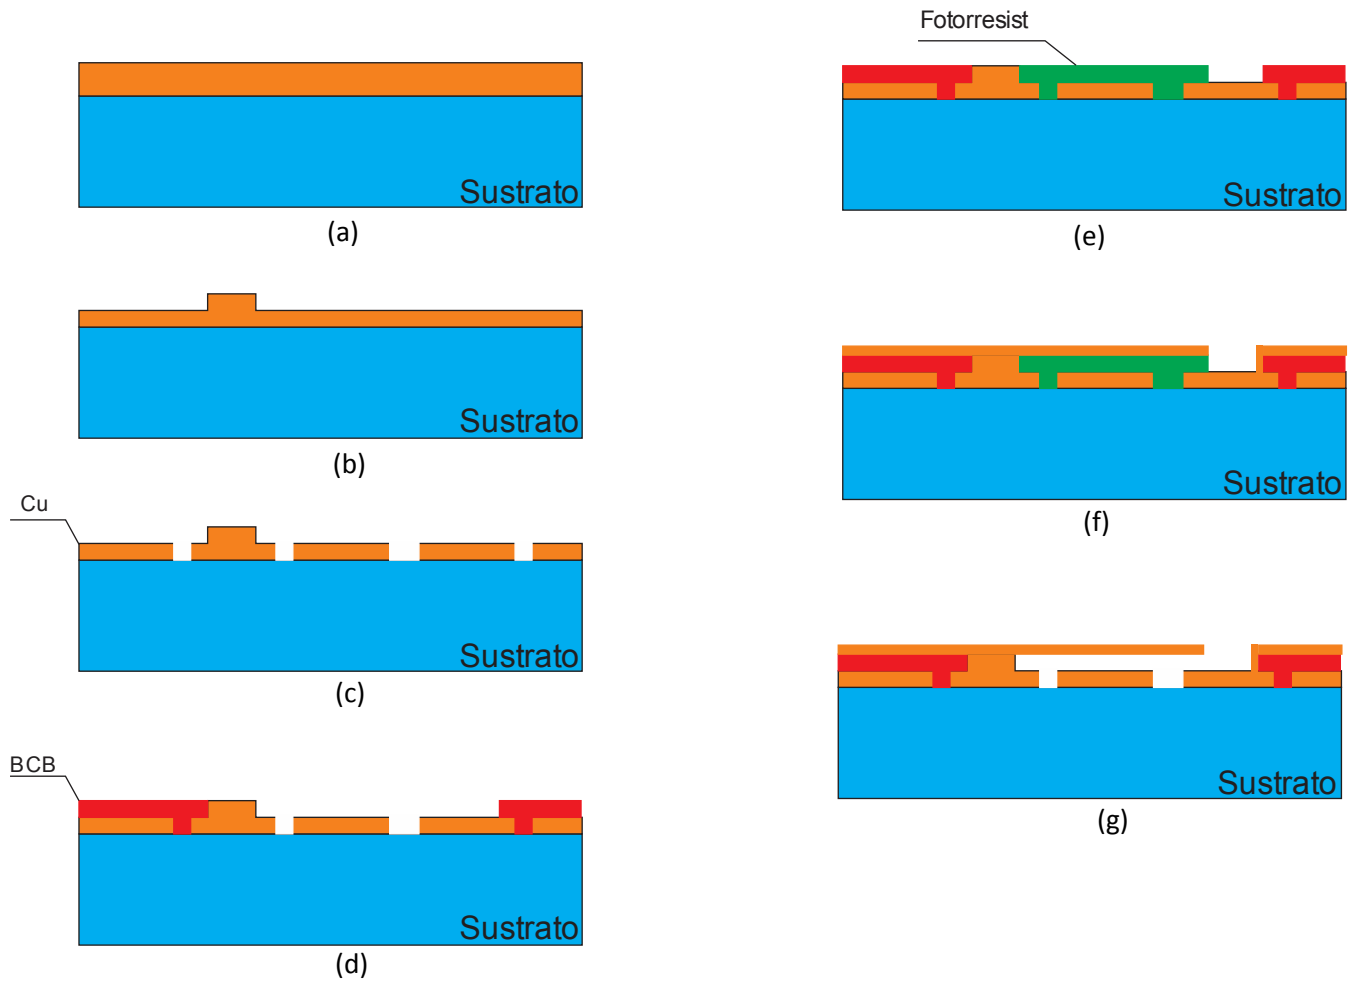 Sustrato
(a)
Sustrato
(b)
Cu
Sustrato
(c)
BCB
Sustrato
(d)
Fotorresist
Sustrato
(e)
Sustrato
(f)
Sustrato
(g)